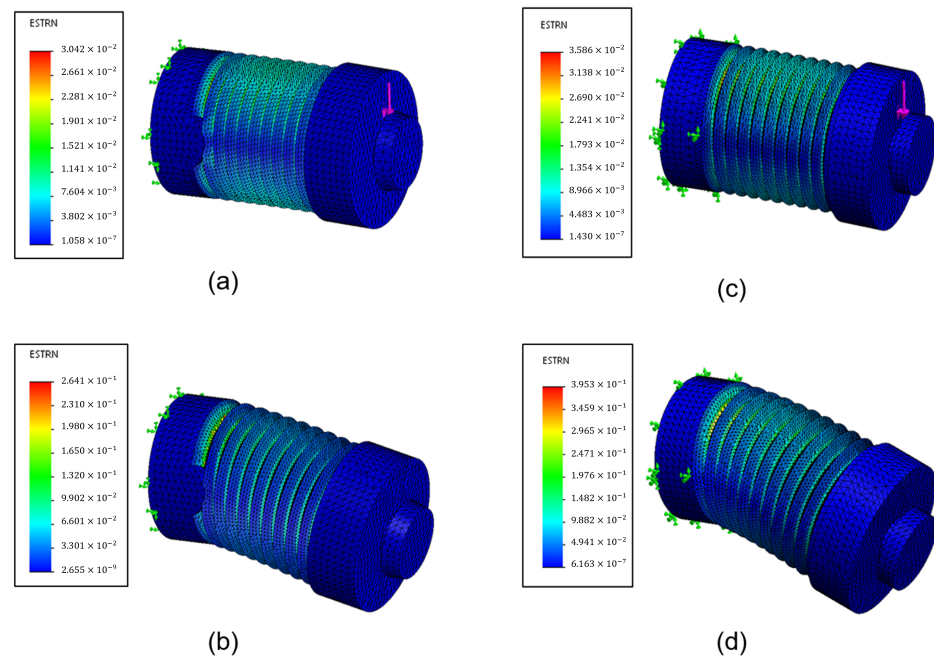 ESTRN
3.042 × 10⁻²
2.661 × 10⁻²
2.281 × 10⁻²
1.901 × 10⁻²
1.521 × 10⁻²
1.141 × 10⁻²
7.604 × 10⁻³
3.802 × 10⁻³
1.058 × 10⁻⁷
(a)
ESTRN
3.586 × 10⁻²
3.138 × 10⁻²
2.690 × 10⁻²
2.241 × 10⁻²
1.793 × 10⁻²
1.354 × 10⁻²
8.966 × 10⁻³
4.483 × 10⁻³
1.430 × 10⁻⁷
(c)
ESTRN
2.641 × 10⁻¹
2.310 × 10⁻¹
1.980 × 10⁻¹
1.650 × 10⁻¹
1.320 × 10⁻¹
9.902 × 10⁻²
6.601 × 10⁻²
3.301 × 10⁻²
2.655 × 10⁻⁹
(b)
ESTRN
3.953 × 10⁻¹
3.459 × 10⁻¹
2.965 × 10⁻¹
2.471 × 10⁻¹
1.976 × 10⁻¹
1.482 × 10⁻¹
9.882 × 10⁻²
4.941 × 10⁻²
6.163 × 10⁻⁷
(d)